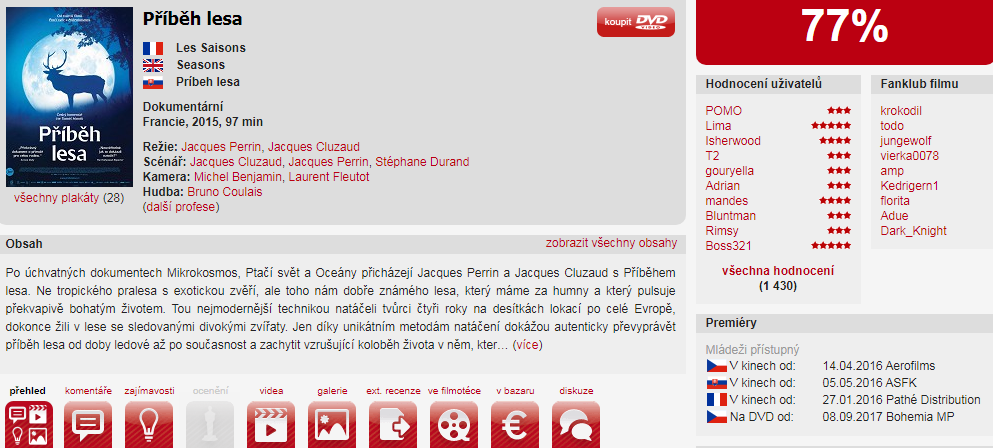 Příběh lesa
koupit DVD
VIDEO
Les Saisons
Seasons
Príbeh lesa
Dokumentární
Francie, 2015, 97 min
Režie: Jacques Perrin, Jacques Cluzaud
Scénář: Jacques Cluzaud, Jacques Perrin, Stéphane Durand
Kamera: Michel Benjamin, Laurent Fleutot
Hudba: Bruno Coulais
(další profese)
Příběh
lesa
všechny plakáty (28)
Obsah
zobrazit všechny obsahy
Po úchvatných dokumentech Mikrokosmos, Ptačí svět a Oceány přicházejí Jacques Perrin a Jacques Cluzaud s Příběhem
lesa. Ne tropického pralesa s exotickou zvěří, ale toho nám dobře známého lesa, který máme za humny a který pulsuje
překvapivě bohatým životem. Tou nejmodernější technikou natáčeli tvůrci čtyři roky na desítkách lokací po celé Evropě,
dokonce žili v lese se sledovanými divokými zvířaty. Jen díky unikátním metodám natáčení dokážou autenticky převyprávět
příběh lesa od doby ledové až po současnost a zachytit vzrušující koloběh života v něm, kter... (více)
přehled
komentáře
zajímavosti
ocenění
videa
galerie
ext. recenze
ve filmotéce
v bazaru
diskuze
77%
Hodnocení uživatelů
POMO
Lima
Isherwood
T2
gouryella
Adrian
mandes
Bluntman
Rimsy
Boss321
všechna hodnocení
(1 430)
Fanklub filmu
krokodil
todo
jungewolf
vierka0078
amp
Kedrigern1
florita
Adue
Dark_Knight
Premiéry
Mládeži přístupný
V kinech od: 14.04.2016 Aerofilms
V kinech od: 05.05.2016 ASFK
V kinech od: 27.01.2016 Pathé Distribution
Na DVD od: 08.09.2017 Bohemia MP